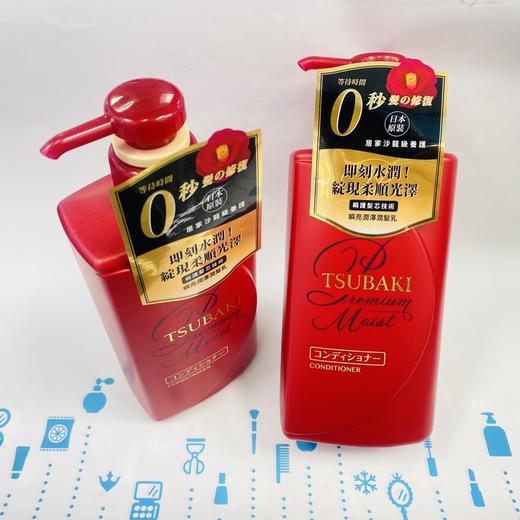 等待時間
0秒髮の修復
日本
原裝
居家沙龍級養護
即刻水潤!
綻現柔順光澤
瞬護髮芯技術
瞬亮潤澤潤髮乳
TSUBAKI
Premium
Moist
コンディショナー
CONDITIONER
等待時間
0秒髮の修復
日本
原裝
居家沙龍級養護
即刻水潤!
綻現柔順光澤
瞬護髮芯技術
瞬亮潤澤潤髮乳
TSUBAKI
Premium
Moist
コンディショナー
CONDITIONER